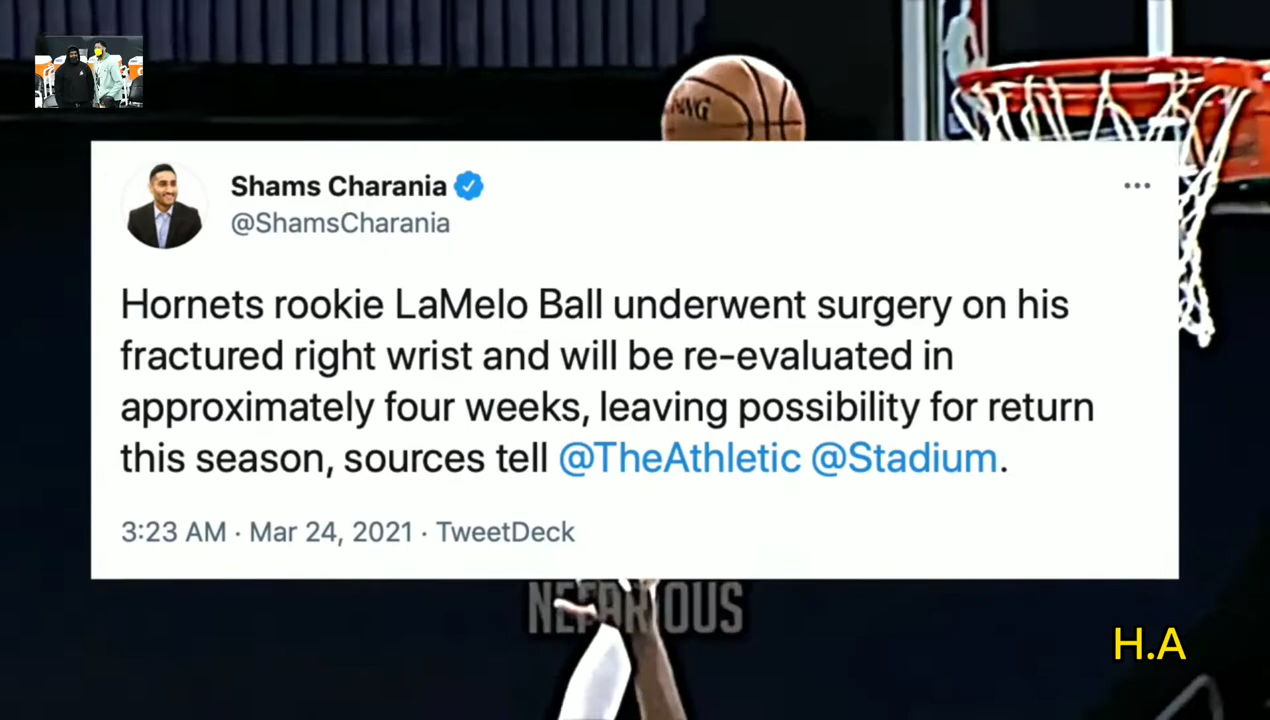 Shams Charania
@ShamsCharania
Hornets rookie LaMelo Ball underwent surgery on his
fractured right wrist and will be re-evaluated in
approximately four weeks, leaving possibility for return
this season, sources tell @TheAthletic @Stadium.
3:23 AM · Mar 24, 2021 · TweetDeck
NEFARIOUS
H.A